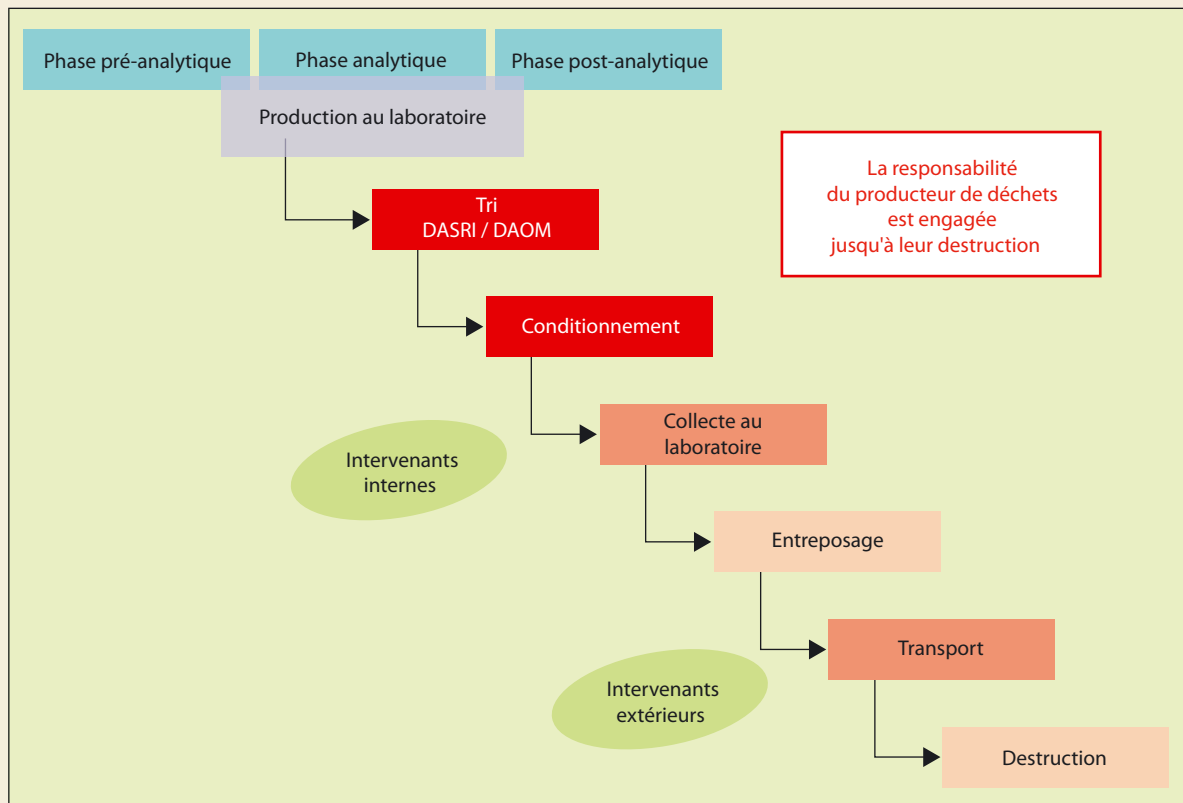 Phase pré-analytique
Phase analytique
Phase post-analytique
Production au laboratoire
La responsabilité
du producteur de déchets
est engagée
jusqu'à leur destruction
Tri
DASRI / DAOM
Conditionnement
Collecte au
laboratoire
Intervenants
internes
Entreposage
Transport
Intervenants
extérieurs
Destruction